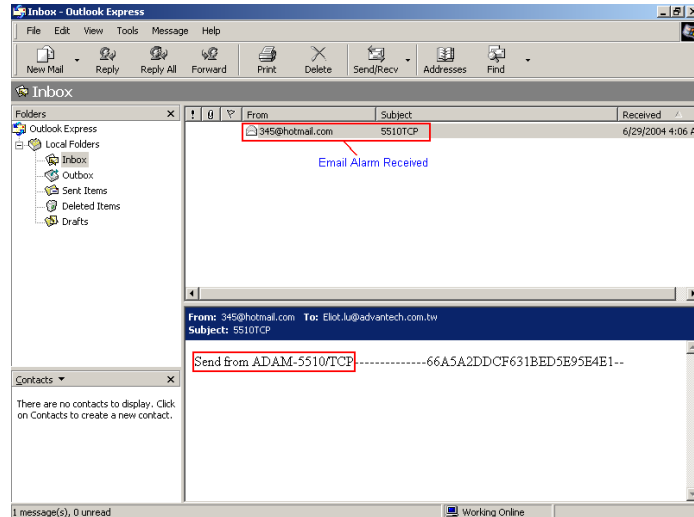 Inbox - Outlook Express
File Edit View Tools Message Help
New Mail Reply Reply All Forward Print Delete Send/Recv Addresses Find
Inbox
Folders
Outlook Express
Local Folders
Inbox
Outbox
Sent Items
Deleted Items
Drafts
! From Subject Received
345@hotmail.com 5510TCP 6/29/2004 4:06 A
Email Alarm Received
From: 345@hotmail.com To: Eliot.lu@advantech.com.tw
Subject: 5510TCP
Send from ADAM-5510/TCP--------------66A5A2DDCF631BED5E95E4E1--
Contacts
There are no contacts to display. Click
on Contacts to create a new contact.
1 message(s), 0 unread
Working Online